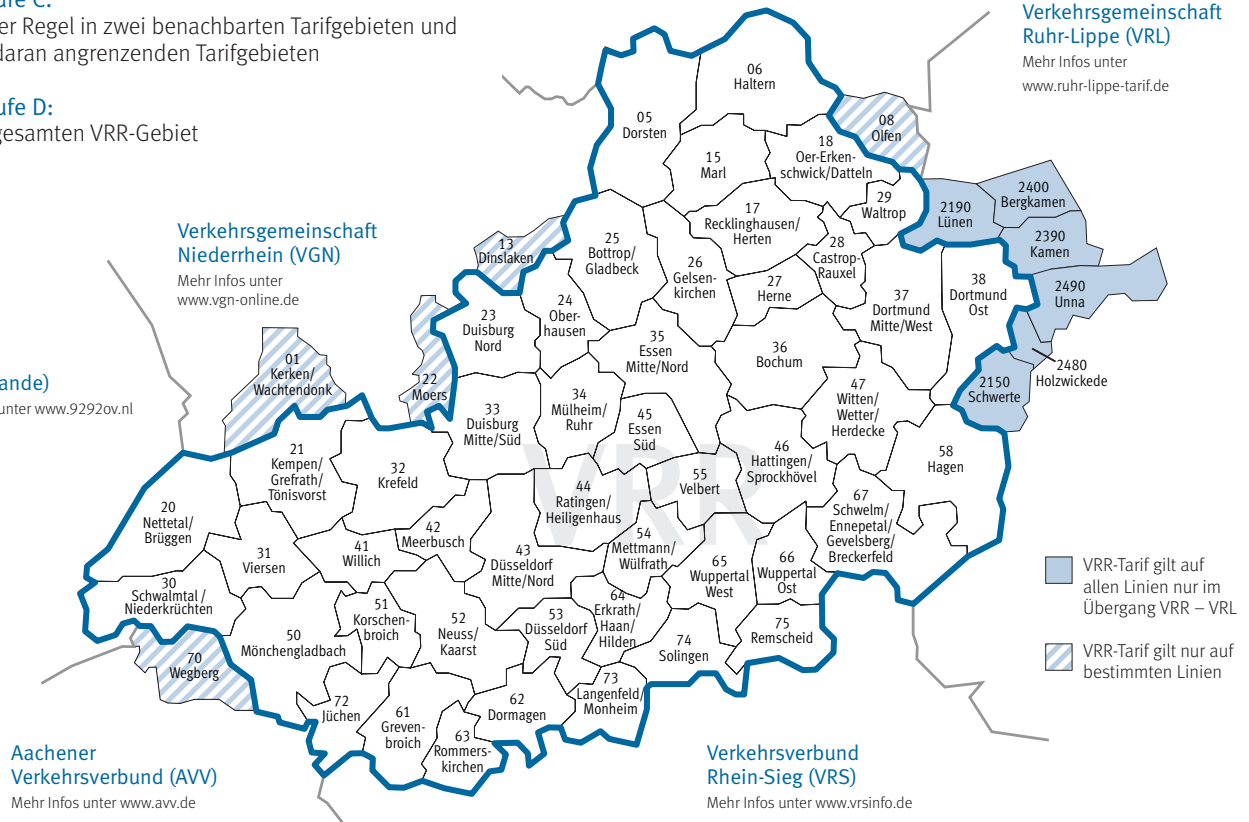 ufe C:
er Regel in zwei benachbarten Tarifgebieten und
daran angrenzenden Tarifgebieten
ufe D:
gesamten VRR-Gebiet
Verkehrsgemeinschaft
Ruhr-Lippe (VRL)
Mehr Infos unter
www.ruhr-lippe-tarif.de
Verkehrsgemeinschaft
Niederrhein (VGN)
Mehr Infos unter
www.vgn-online.de
ande)
unter www.9292ov.nl
06
Haltern
05
Dorsten
08
Olfen
18
Oer-Erken-
schwick/Datteln
15
Marl
29
Waltrop
2190
Lünen
2400
Bergkamen
2390
Kamen
2490
Unna
2480
Holzwickede
2150
Schwerte
17
Recklinghausen/
Herten
28
Castrop-
Rauxel
13
Dinslaken
25
Bottrop/
Gladbeck
26
Gelsen-
kirchen
27
Herne
37
Dortmund
Mitte/West
38
Dortmund
Ost
23
Duisburg
Nord
24
Ober-
hausen
35
Essen
Mitte/Nord
36
Bochum
01
Kerken/
Wachtendonk
22
Moers
33
Duisburg
Mitte/Süd
34
Mülheim/
Ruhr
45
Essen
Süd
47
Witten/
Wetter/
Herdecke
46
Hattingen/
Sprockhövel
58
Hagen
21
Kempen/
Grefrath/
Tönisvorst
32
Krefeld
VRR
44
Ratingen/
Heiligenhaus
55
Velbert
67
Schwelm/
Ennepetal/
Gevelsberg/
Breckerfeld
20
Nettetal/
Brüggen
31
Viersen
41
Willich
42
Meerbusch
43
Düsseldorf
Mitte/Nord
54
Mettmann/
Wülfrath
65
Wuppertal
West
66
Wuppertal
Ost
30
Schwalmtal /
Niederkrüchten
50
Mönchengladbach
51
Korschen-
broich
52
Neuss/
Kaarst
53
Düsseldorf
Süd
64
Erkrath/
Haan/
Hilden
74
Solingen
75
Remscheid
70
Wegberg
72
Jüchen
61
Greven-
broich
63
Rommers-
kirchen
62
Dormagen
73
Langenfeld/
Monheim
VRR-Tarif gilt auf
allen Linien nur im
Übergang VRR – VRL
VRR-Tarif gilt nur auf
bestimmten Linien
Aachener
Verkehrsverbund (AVV)
Mehr Infos unter www.avv.de
Verkehrsverbund
Rhein-Sieg (VRS)
Mehr Infos unter www.vrsinfo.de